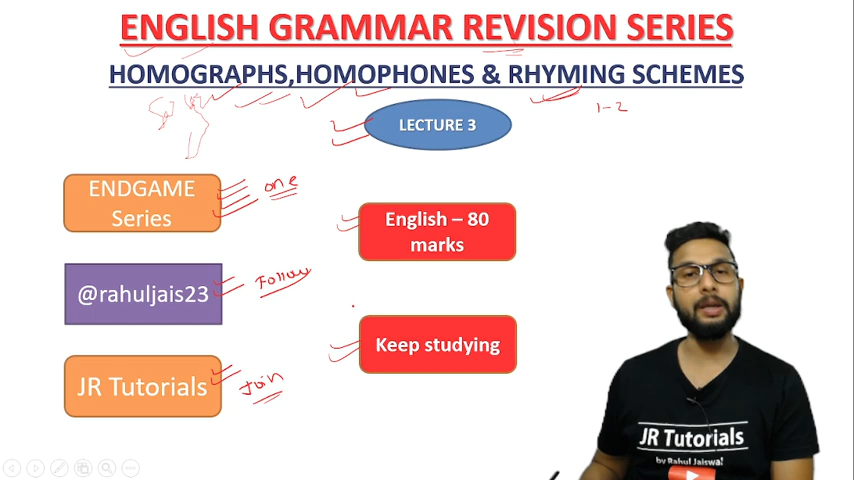 ENGLISH GRAMMAR REVISION SERIES
HOMOGRAPHS,HOMOPHONES & RHYMING SCHEMES
1-2
LECTURE 3
ENDGAME
Series
one
English – 80
marks
@rahuljais23
Follow
Keep studying
JR Tutorials
Join
JR Tutorials
by Rahul Jaiswal